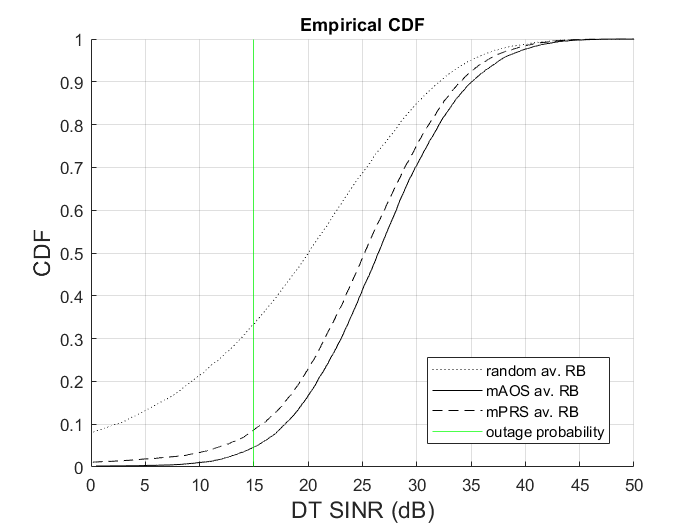 Empirical CDF
1
0.9
0.8
0.7
0.6
0.5
0.4
0.3
0.2
0.1
0
CDF
random av. RB
mAOS av. RB
mPRS av. RB
outage probability
0 5 10 15 20 25 30 35 40 45 50
DT SINR (dB)